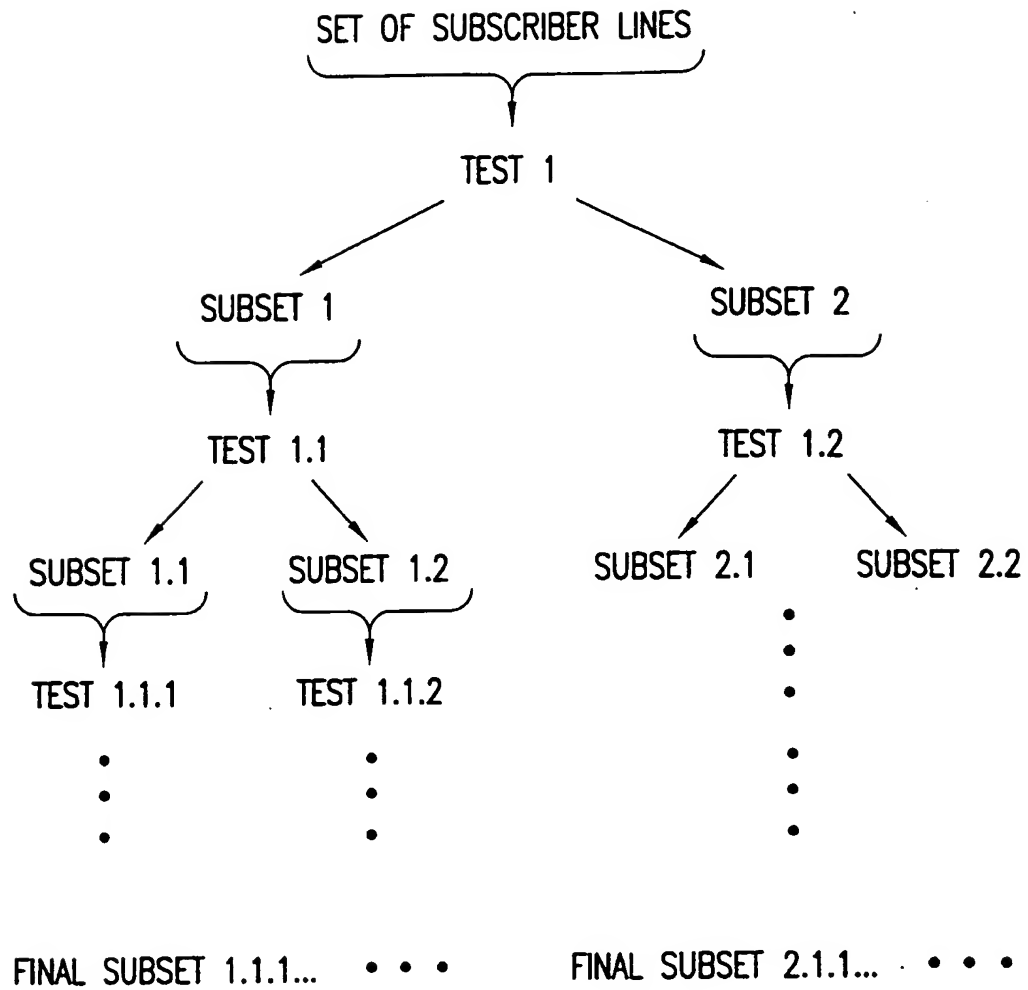 SET OF SUBSCRIBER LINES
TEST 1
SUBSET 1
SUBSET 2
TEST 1.1
TEST 1.2
SUBSET 1.1
SUBSET 1.2
SUBSET 2.1
SUBSET 2.2
TEST 1.1.1
TEST 1.1.2
FINAL SUBSET 1.1.1... • • •
FINAL SUBSET 2.1.1... • • •